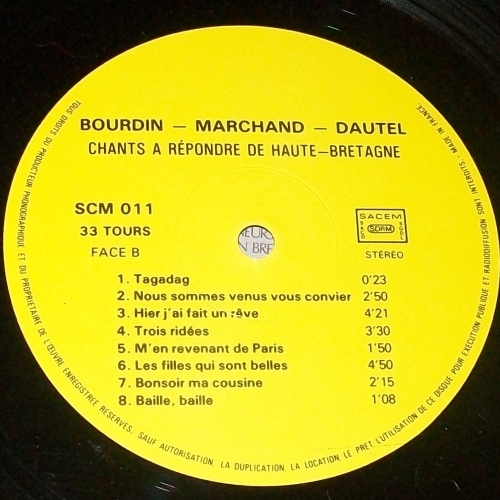 BOURDIN – MARCHAND – DAUTEL
CHANTS A RÉPONDRE DE HAUTE–BRETAGNE
SCM 011
33 TOURS
FACE B
SACEM
SDRM
STÉREO
1. Tagadag 0'23
2. Nous sommes venus vous convier 2'50
3. Hier j'ai fait un rêve 4'21
4. Trois ridées 3'30
5. M'en revenant de Paris 1'50
6. Les filles qui sont belles 4'50
7. Bonsoir ma cousine 2'15
8. Baille, baille 1'08
TOUS DROITS DU PRODUCTEUR PHONOGRAPHIQUE ET DU PROPRIETAIRE DE L'ŒUVRE ENREGISTREE RESERVES. SAUF AUTORISATION, LA DUPLICATION, LA LOCATION, LE PRET, L'UTILISATION DE CE DISQUE POUR EXECUTION PUBLIQUE ET RADIODIFFUSION SONT INTERDITS - MADE IN FRANCE